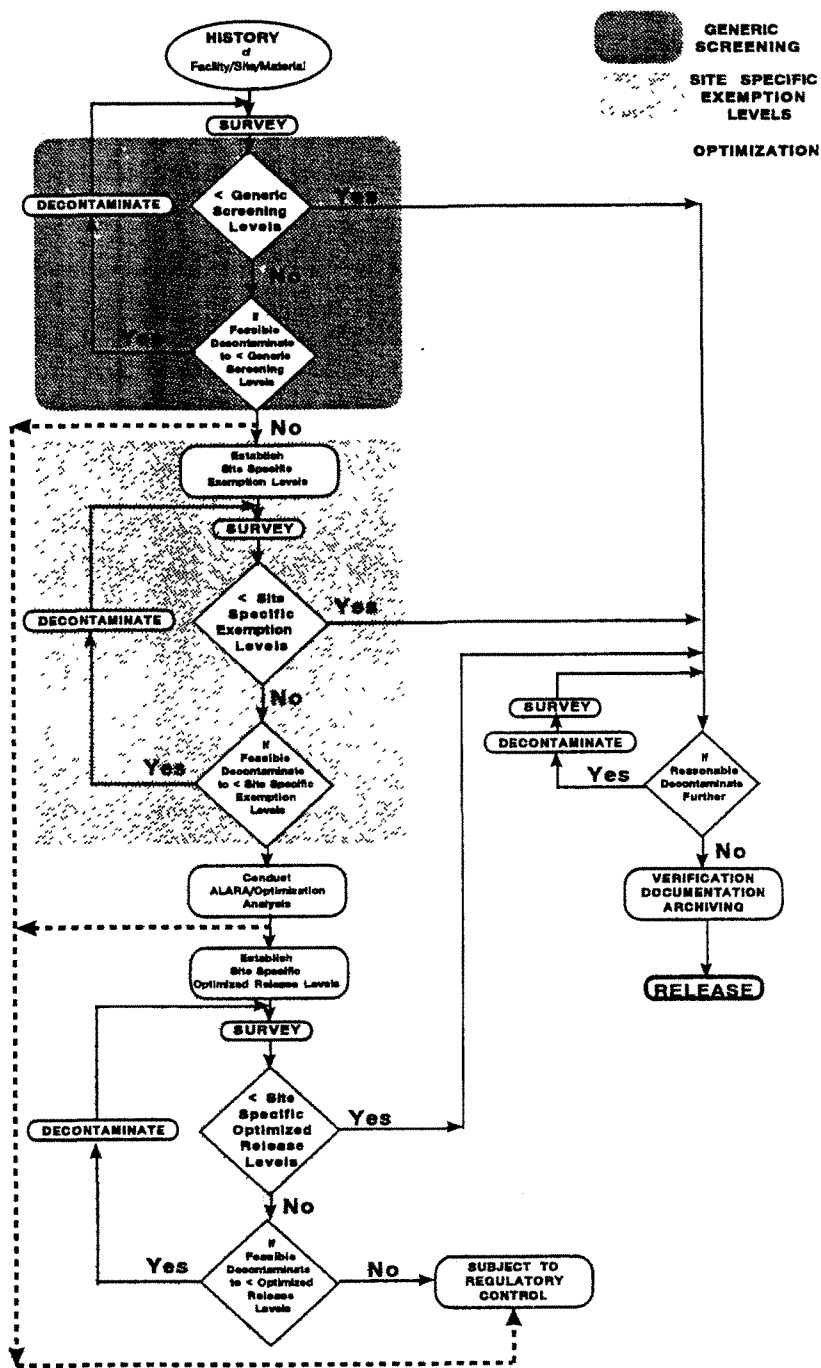 GENERIC
SCREENING
SITE SPECIFIC
EXEMPTION
LEVELS
OPTIMIZATION
HISTORY
of
Facility/Site/Material
SURVEY
DECONTAMINATE
< Generic
Screening
Levels
Yes
No
If
Feasible
Decontaminate
to < Generic
Screening
Levels
Yes
No
Establish
Site Specific
Exemption Levels
SURVEY
DECONTAMINATE
< Site
Specific
Exemption
Levels
Yes
No
If
Feasible
Decontaminate
to < Site Specific
Exemption
Levels
Yes
Conduct
ALARA/Optimization
Analysis
Establish
Site Specific
Optimized Release Levels
SURVEY
DECONTAMINATE
< Site
Specific
Optimized
Release
Levels
Yes
No
If
Feasible
Decontaminate
to < Optimized
Release
Levels
Yes
No
SUBJECT TO
REGULATORY
CONTROL
SURVEY
DECONTAMINATE
Yes
If
Reasonable
Decontaminate
Further
No
VERIFICATION
DOCUMENTATION
ARCHIVING
RELEASE